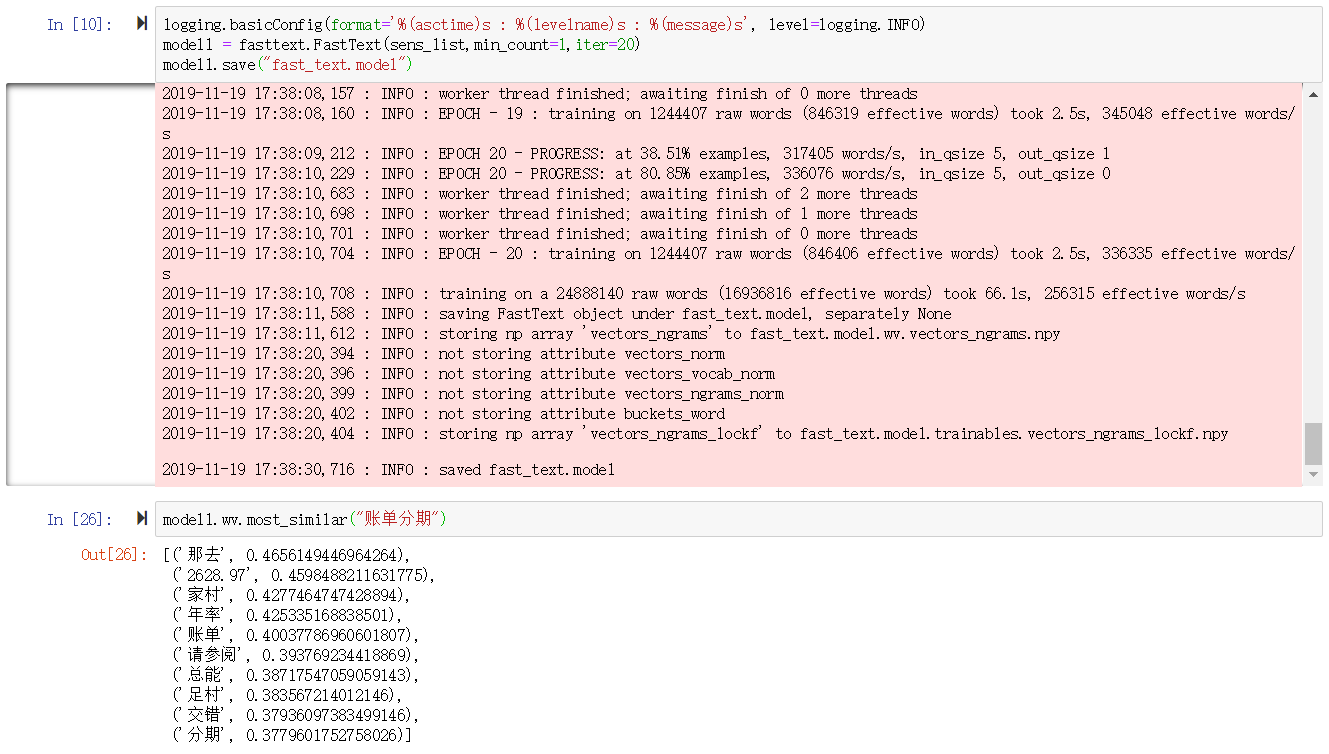 In [10]:
logging.basicConfig(format='%(asctime)s : %(levelname)s : %(message)s', level=logging.INFO)
model1 = fasttext.FastText(sens_list,min_count=1,iter=20)
model1.save("fast_text.model")
2019-11-19 17:38:08,157 : INFO : worker thread finished; awaiting finish of 0 more threads
2019-11-19 17:38:08,160 : INFO : EPOCH - 19 : training on 1244407 raw words (846319 effective words) took 2.5s, 345048 effective words/
s
2019-11-19 17:38:09,212 : INFO : EPOCH 20 - PROGRESS: at 38.51% examples, 317405 words/s, in_qsize 5, out_qsize 1
2019-11-19 17:38:10,229 : INFO : EPOCH 20 - PROGRESS: at 80.85% examples, 336076 words/s, in_qsize 5, out_qsize 0
2019-11-19 17:38:10,683 : INFO : worker thread finished; awaiting finish of 2 more threads
2019-11-19 17:38:10,698 : INFO : worker thread finished; awaiting finish of 1 more threads
2019-11-19 17:38:10,701 : INFO : worker thread finished; awaiting finish of 0 more threads
2019-11-19 17:38:10,704 : INFO : EPOCH - 20 : training on 1244407 raw words (846406 effective words) took 2.5s, 336335 effective words/
s
2019-11-19 17:38:10,708 : INFO : training on a 24888140 raw words (16936816 effective words) took 66.1s, 256315 effective words/s
2019-11-19 17:38:11,588 : INFO : saving FastText object under fast_text.model, separately None
2019-11-19 17:38:11,612 : INFO : storing np array 'vectors_ngrams' to fast_text.model.wv.vectors_ngrams.npy
2019-11-19 17:38:20,394 : INFO : not storing attribute vectors_norm
2019-11-19 17:38:20,396 : INFO : not storing attribute vectors_vocab_norm
2019-11-19 17:38:20,399 : INFO : not storing attribute vectors_ngrams_norm
2019-11-19 17:38:20,402 : INFO : not storing attribute buckets_word
2019-11-19 17:38:20,404 : INFO : storing np array 'vectors_ngrams_lockf' to fast_text.model.trainables.vectors_ngrams_lockf.npy
2019-11-19 17:38:30,716 : INFO : saved fast_text.model
In [26]:
model1.wv.most_similar("账单分期")
Out[26]:
[('那去', 0.4656149446964264),
('2628.97', 0.4598488211631775),
('家村', 0.4277464747428894),
('年率', 0.425335168838501),
('账单', 0.40037786960601807),
('请参阅', 0.393769234418869),
('总能', 0.38717547059059143),
('足村', 0.383567214012146),
('交错', 0.37936097383499146),
('分期', 0.3779601752758026)]